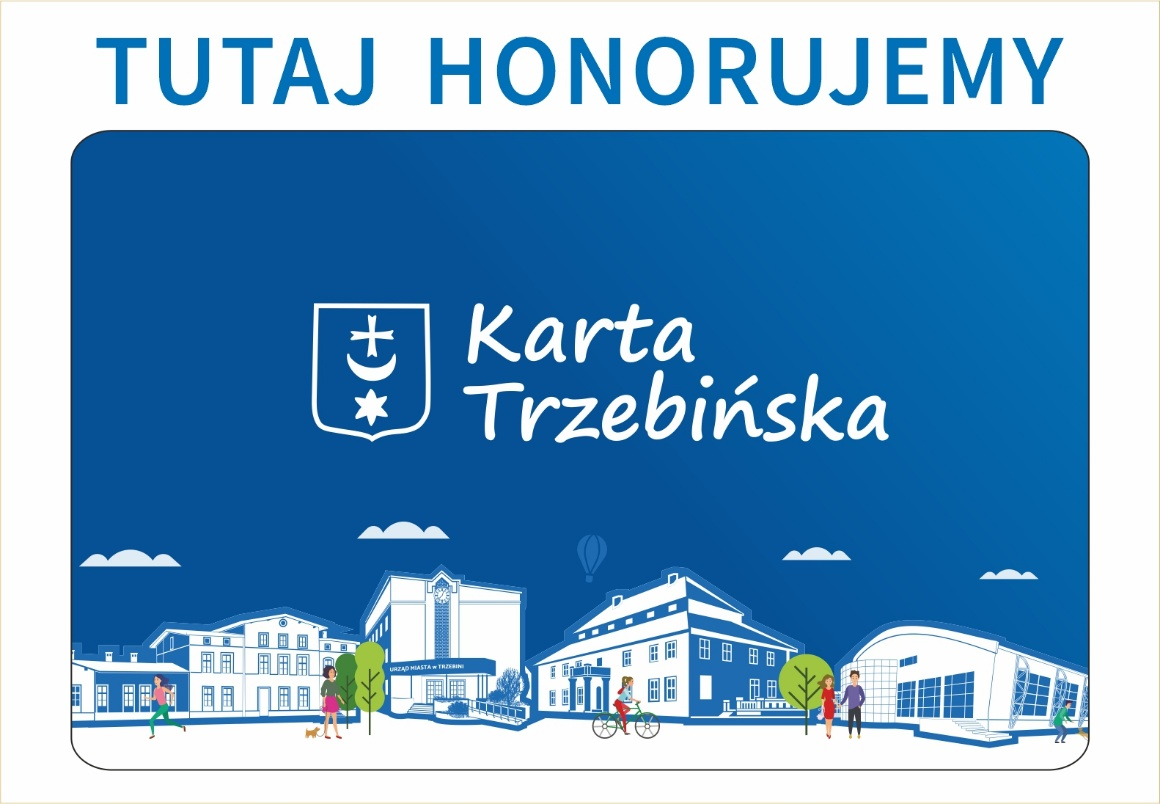 TUTAJ HONORUJEMY
Karta
Trzebińska
URZĄD MIASTA w TRZEBINI